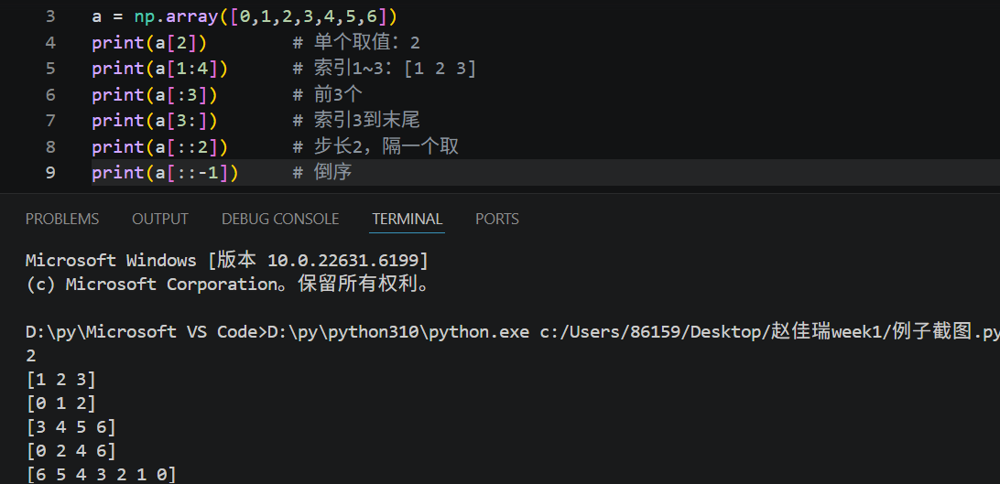 3 a = np.array([0,1,2,3,4,5,6])
4 print(a[2]) # 单个取值：2
5 print(a[1:4]) # 索引1~3：[1 2 3]
6 print(a[:3]) # 前3个
7 print(a[3:]) # 索引3到末尾
8 print(a[::2]) # 步长2，隔一个取
9 print(a[::-1]) # 倒序
PROBLEMS OUTPUT DEBUG CONSOLE TERMINAL PORTS
Microsoft Windows [版本 10.0.22631.6199]
(c) Microsoft Corporation。保留所有权利。
D:\py\Microsoft VS Code>D:\py\python310\python.exe c:/Users/86159/Desktop/赵佳瑞week1/例子截图.py
2
[1 2 3]
[0 1 2]
[3 4 5 6]
[0 2 4 6]
[6 5 4 3 2 1 0]